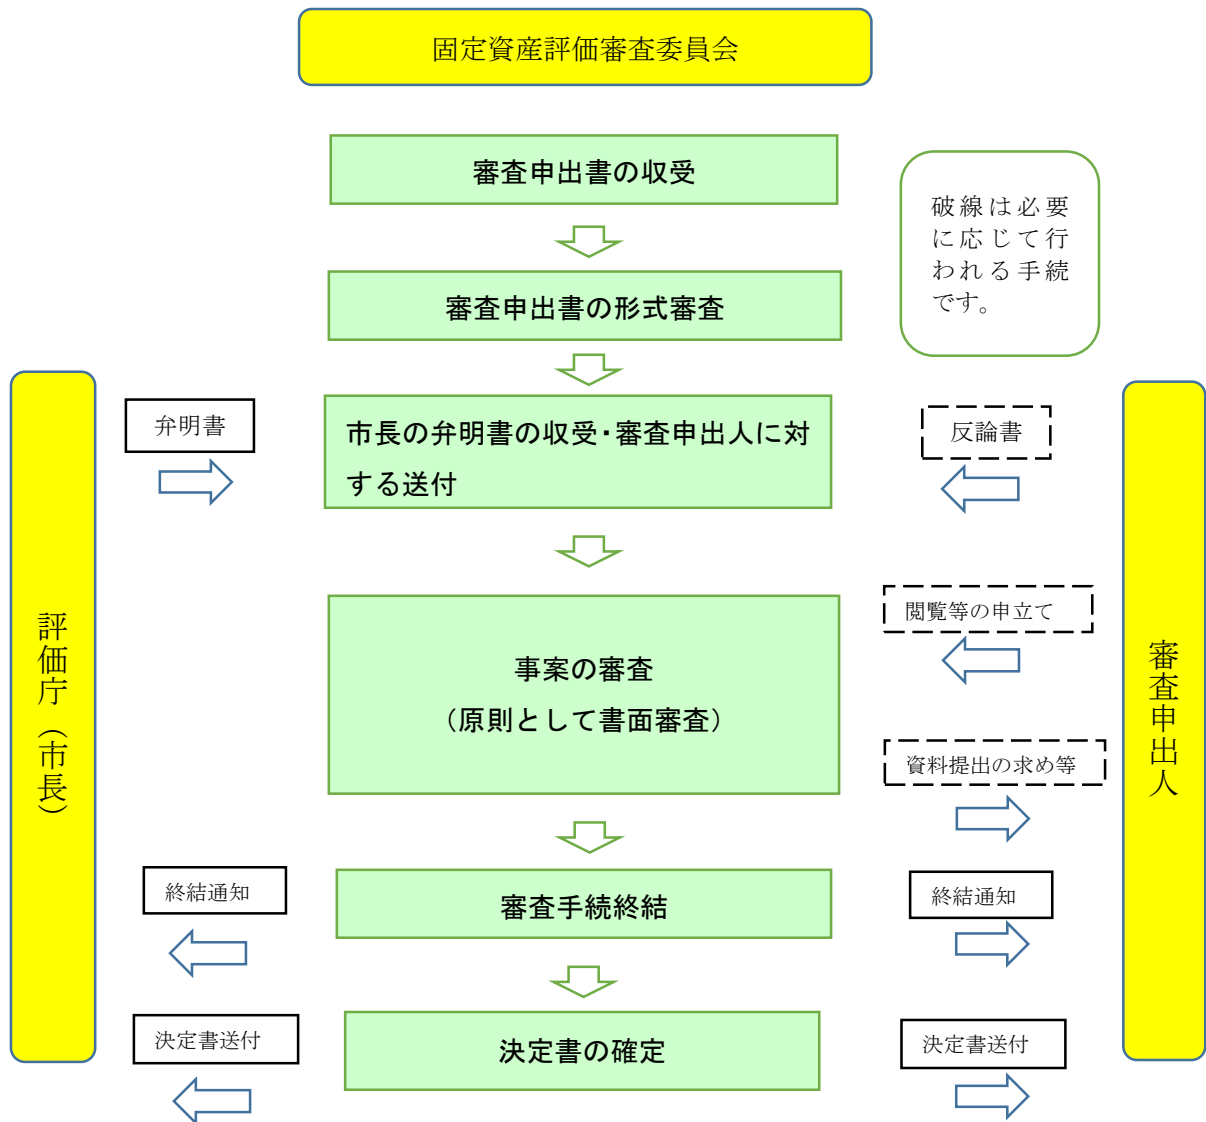 固定資産評価審査委員会
審査申出書の収受
破線は必要
に応じて行
われる手続
です。
審査申出書の形式審査
弁明書
市長の弁明書の収受・審査申出人に対
する送付
反論書
評価庁（市長）
審査申出人
閲覧等の申立て
事案の審査
（原則として書面審査）
資料提出の求め等
終結通知
審査手続終結
終結通知
決定書送付
決定書の確定
決定書送付